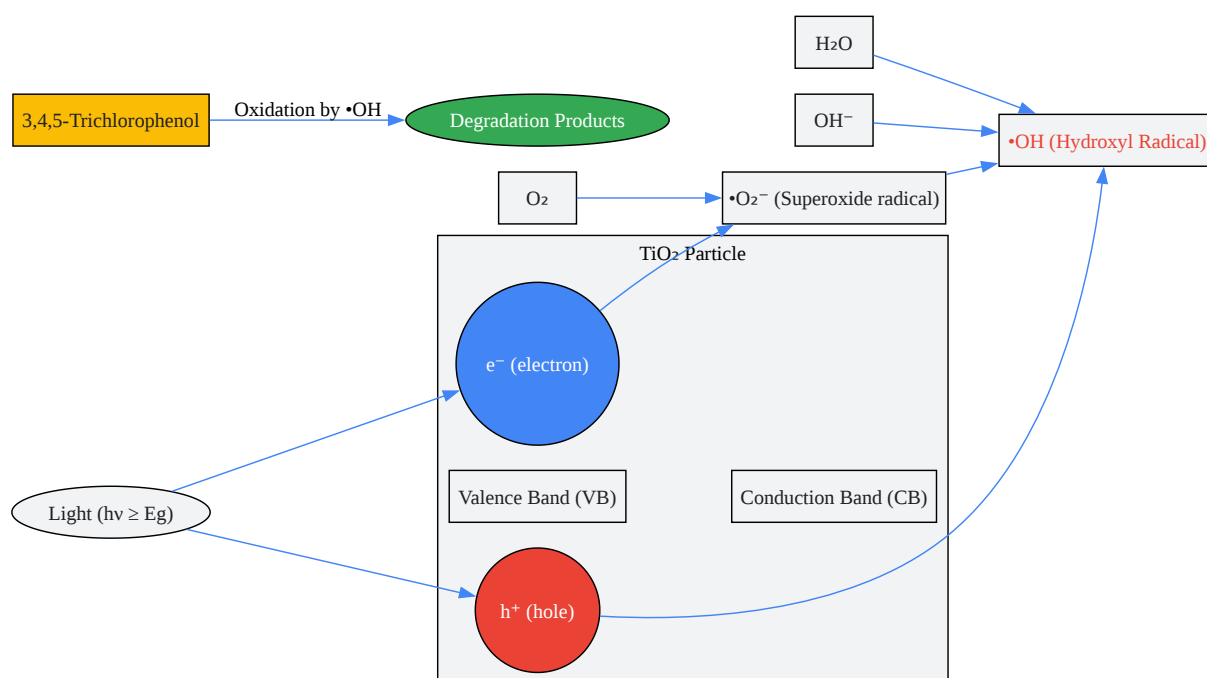 H₂O
3,4,5-Trichlorophenol
Oxidation by •OH
Degradation Products
OH⁻
•OH (Hydroxyl Radical)
O₂
•O₂⁻ (Superoxide radical)
TiO₂ Particle
e⁻ (electron)
Valence Band (VB)
Conduction Band (CB)
Light (hν ≥ Eg)
h⁺ (hole)